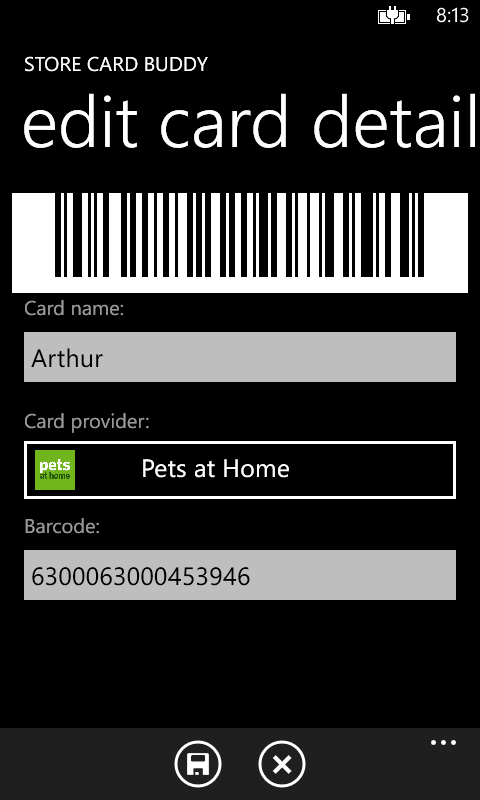 8:13
STORE CARD BUDDY
edit card detail
Card name:
Arthur
Card provider:
pets
at home
Pets at Home
Barcode:
6300063000453946